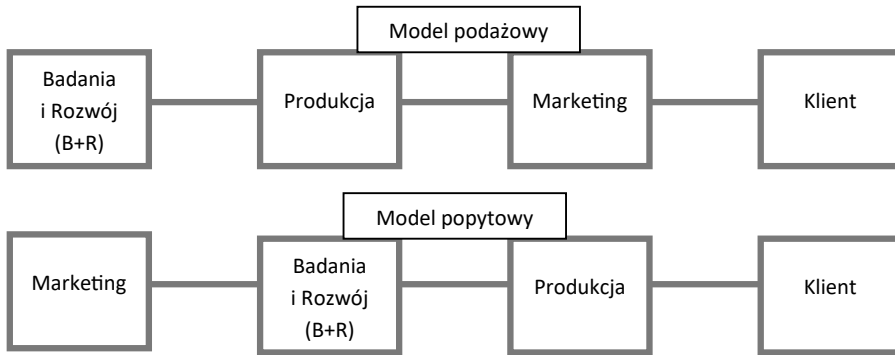 Model podażowy
Badania
i Rozwój
(B+R)
Produkcja
Marketing
Klient
Model popytowy
Marketing
Badania
i Rozwój
(B+R)
Produkcja
Klient